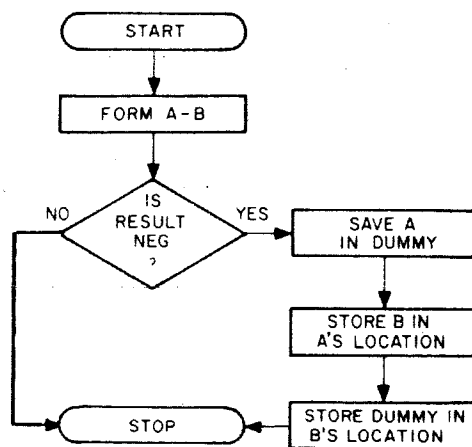 START
FORM A-B
IS
RESULT
NEG
?
NO
YES
SAVE A
IN DUMMY
STORE B IN
A'S LOCATION
STORE DUMMY IN
B'S LOCATION
STOP